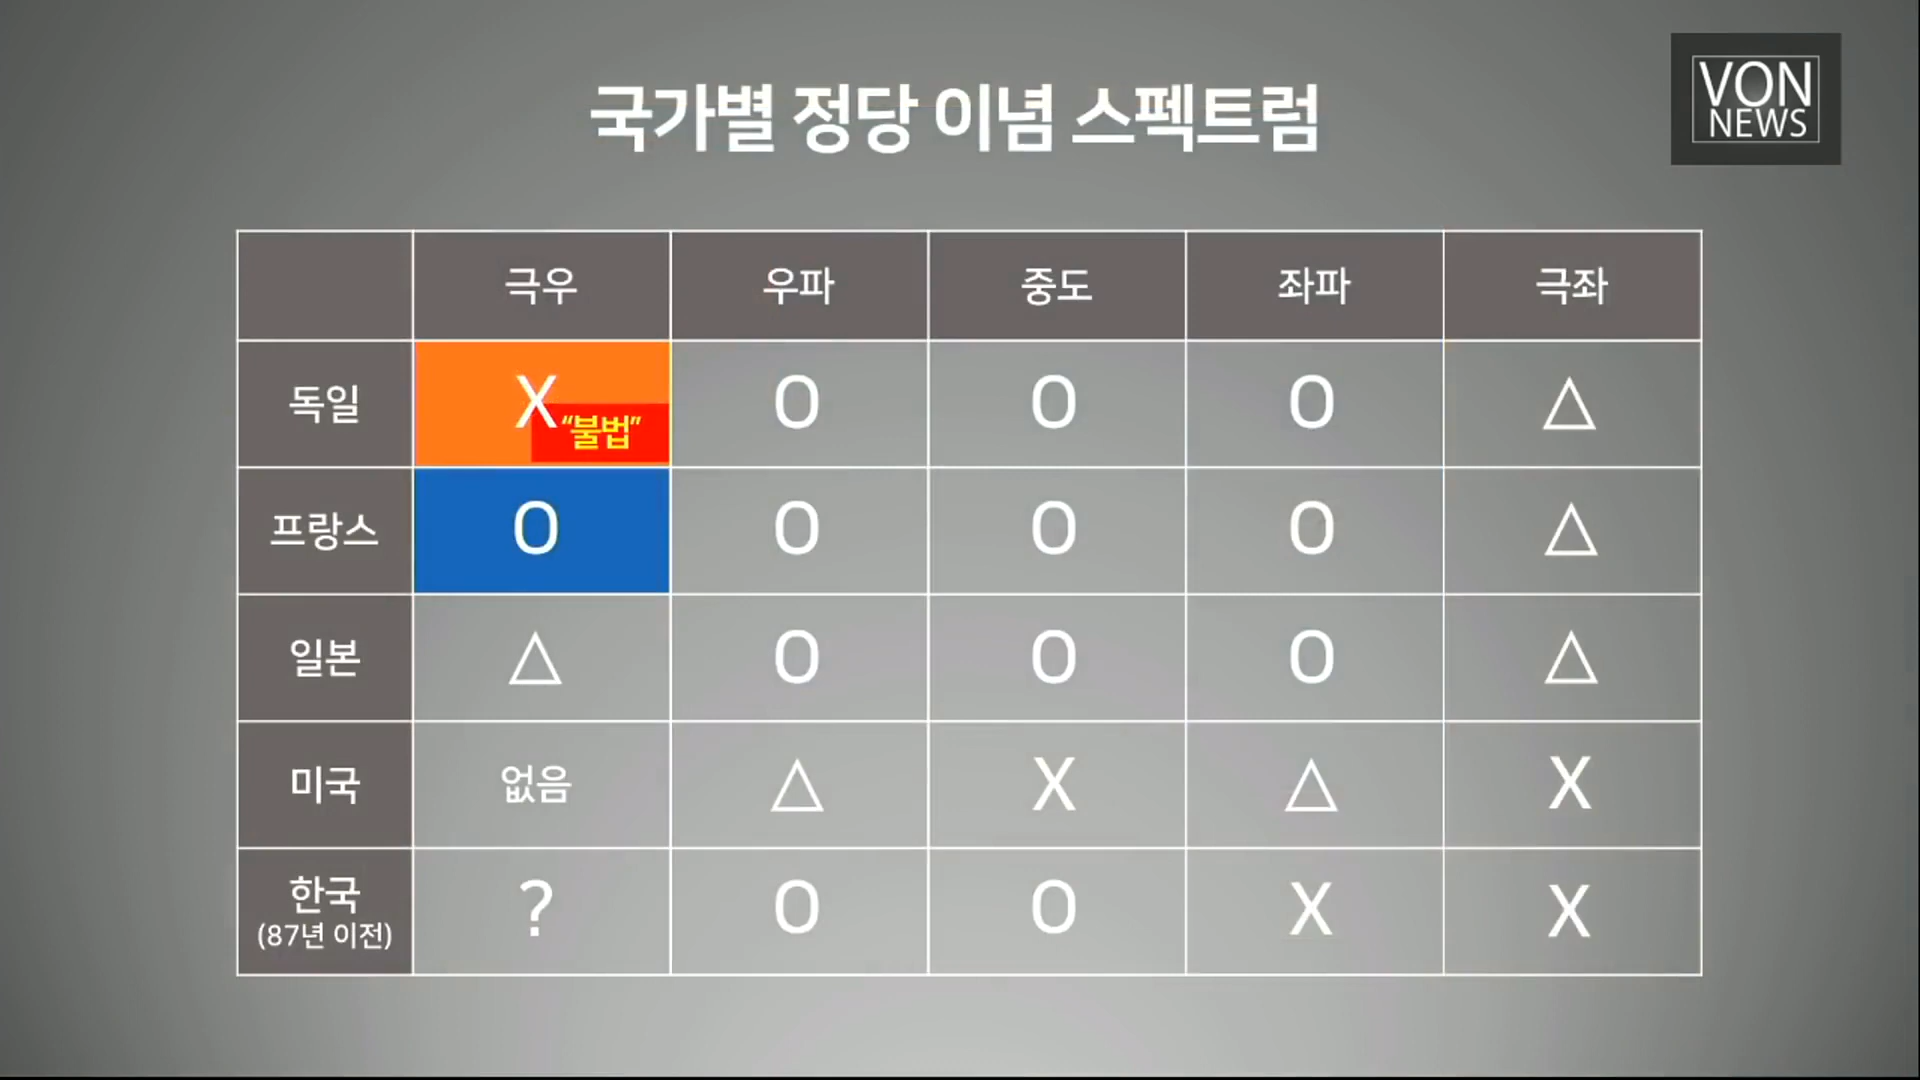 국가별 정당 이념 스펙트럼
VON
NEWS
극우 우파 중도 좌파 극좌
독일 X "불법" O O O △
프랑스 O O O O △
일본 △ O O O △
미국 없음 △ X △ X
한국 (87년 이전) ? O O X X